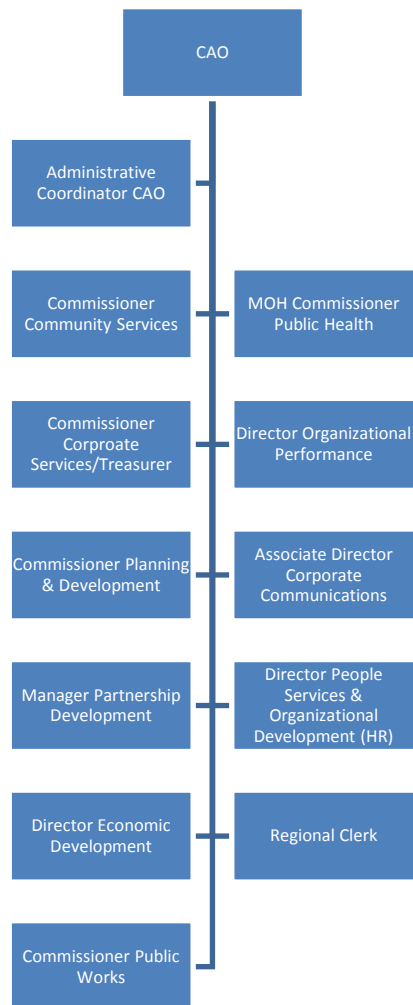 CAO
Administrative
Coordinator CAO
Commissioner
Community Services
MOH Commissioner
Public Health
Commissioner
Corproate
Services/Treasurer
Director Organizational
Performance
Commissioner Planning
& Development
Associate Director
Corporate
Communications
Manager Partnership
Development
Director People
Services &
Organizational
Development (HR)
Director Economic
Development
Regional Clerk
Commissioner Public
Works